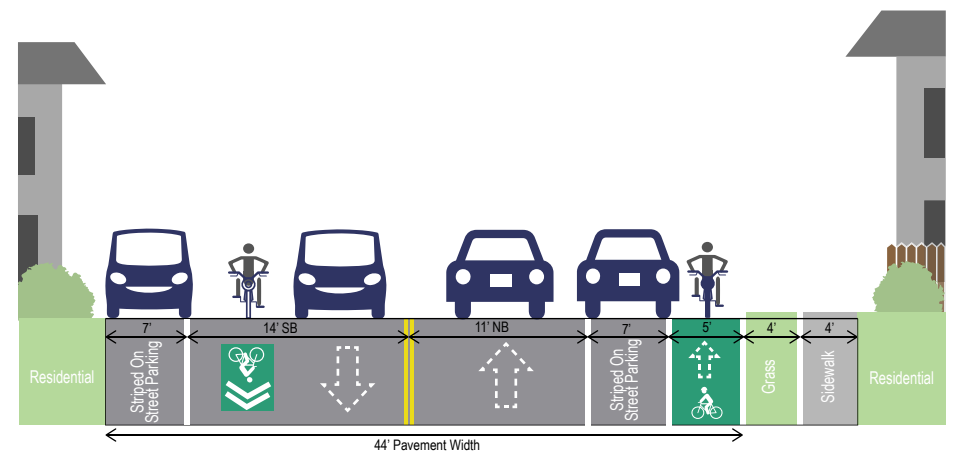 7'
14' SB
11' NB
7'
5'
4'
4'
Residential
Striped On
Street Parking
Striped On
Street Parking
Grass
Sidewalk
Residential
44' Pavement Width